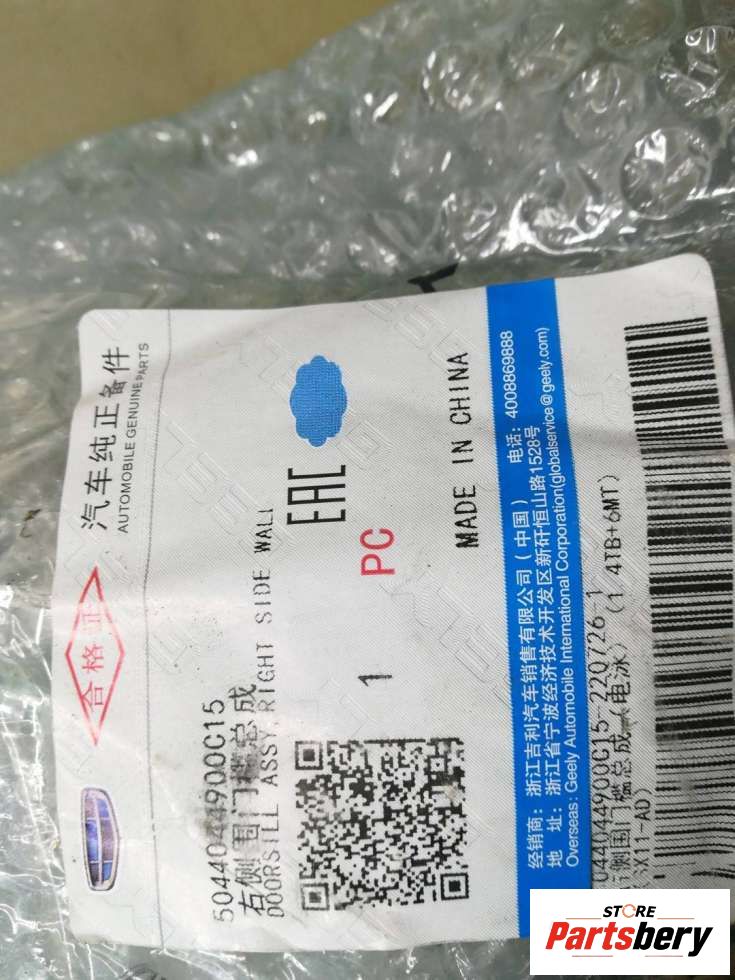 汽车纯正备件
AUTOMOBILE GENUINE PARTS
合格证
5044044900C15
右侧围门槛总成
DOORSILL ASSY,RIGHT SIDE WALL
EAC
1 PC
MADE IN CHINA
经销商: 浙江吉利汽车销售有限公司(中国) 电话: 4008869888
地 址: 浙江省宁波经济技术开发区新矸恒山路1528号
Overseas: Geely Automobile International Corporation(globalservice@geely.com)
5044044900C15-220726-1
右侧围门槛总成(电泳) (1.4TB+6MT)
SX11-AD)
STORE
Partsbery